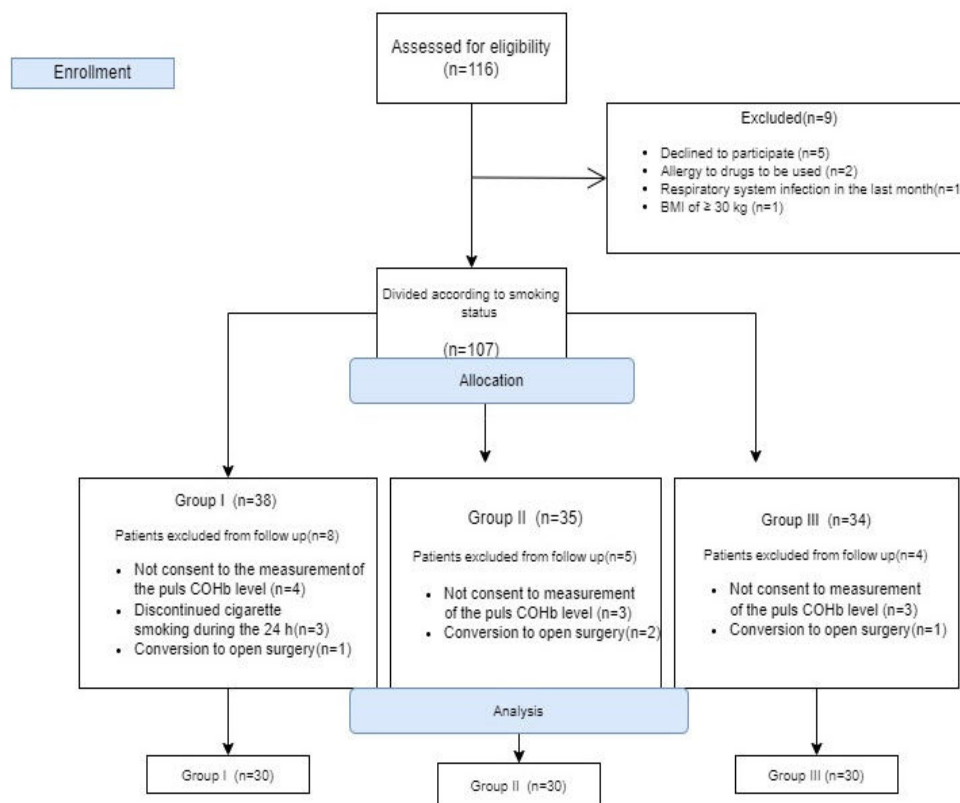 Assessed for eligibility
(n=116)
Enrollment
Excluded(n=9)
• Declined to participate (n=5)
• Allergy to drugs to be used (n=2)
• Respiratory system infection in the last month(n=1
• BMI of ≥ 30 kg (n=1)
Divided according to smoking
status
(n=107)
Allocation
Group I (n=38)
Patients excluded from follow up(n=8)
• Not consent to the measurement of
the puls COHb level (n=4)
• Discontinued cigarette
smoking during the 24 h(n=3)
• Conversion to open surgery(n=1)
Group II (n=35)
Patients excluded from follow up(n=5)
• Not consent to measurement
of the puls COHb level (n=3)
• Conversion to open surgery(n=2)
Group III (n=34)
Patients excluded from follow up(n=4)
• Not consent to measurement
of the puls COHb level (n=3)
• Conversion to open surgery(n=1)
Analysis
Group I (n=30)
Group II (n=30)
Group III (n=30)